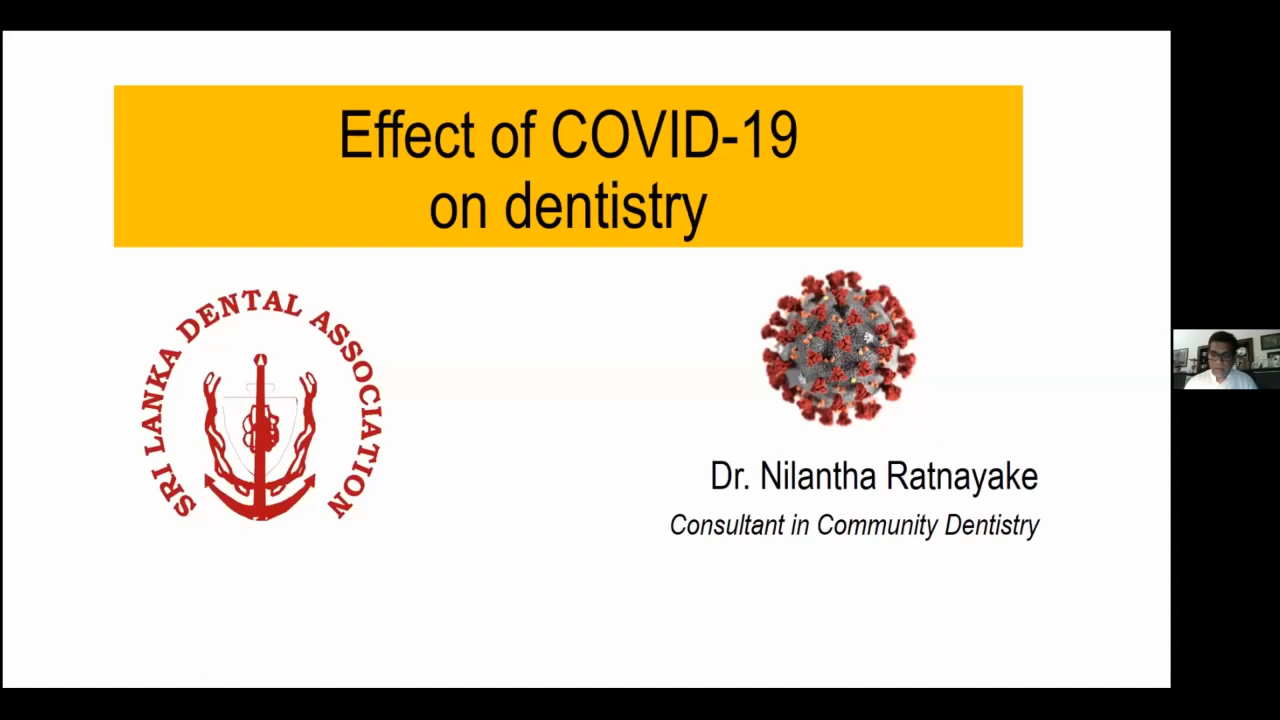 Effect of COVID-19
on dentistry
SRI LANKA DENTAL ASSOCIATION
Dr. Nilantha Ratnayake
Consultant in Community Dentistry